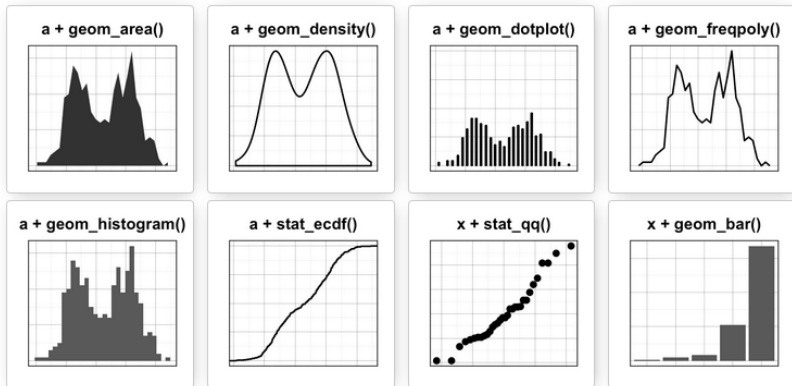 a + geom_area()
a + geom_density()
a + geom_dotplot()
a + geom_freqpoly()
a + geom_histogram()
a + stat_ecdf()
x + stat_qq()
x + geom_bar()